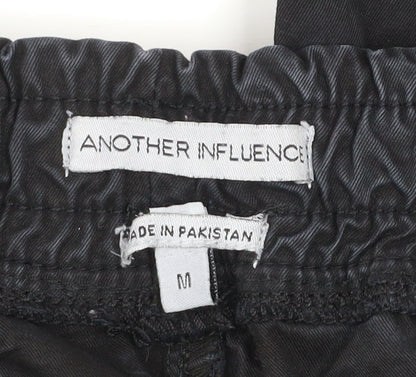 ANOTHER INFLUENCE
MADE IN PAKISTAN
M